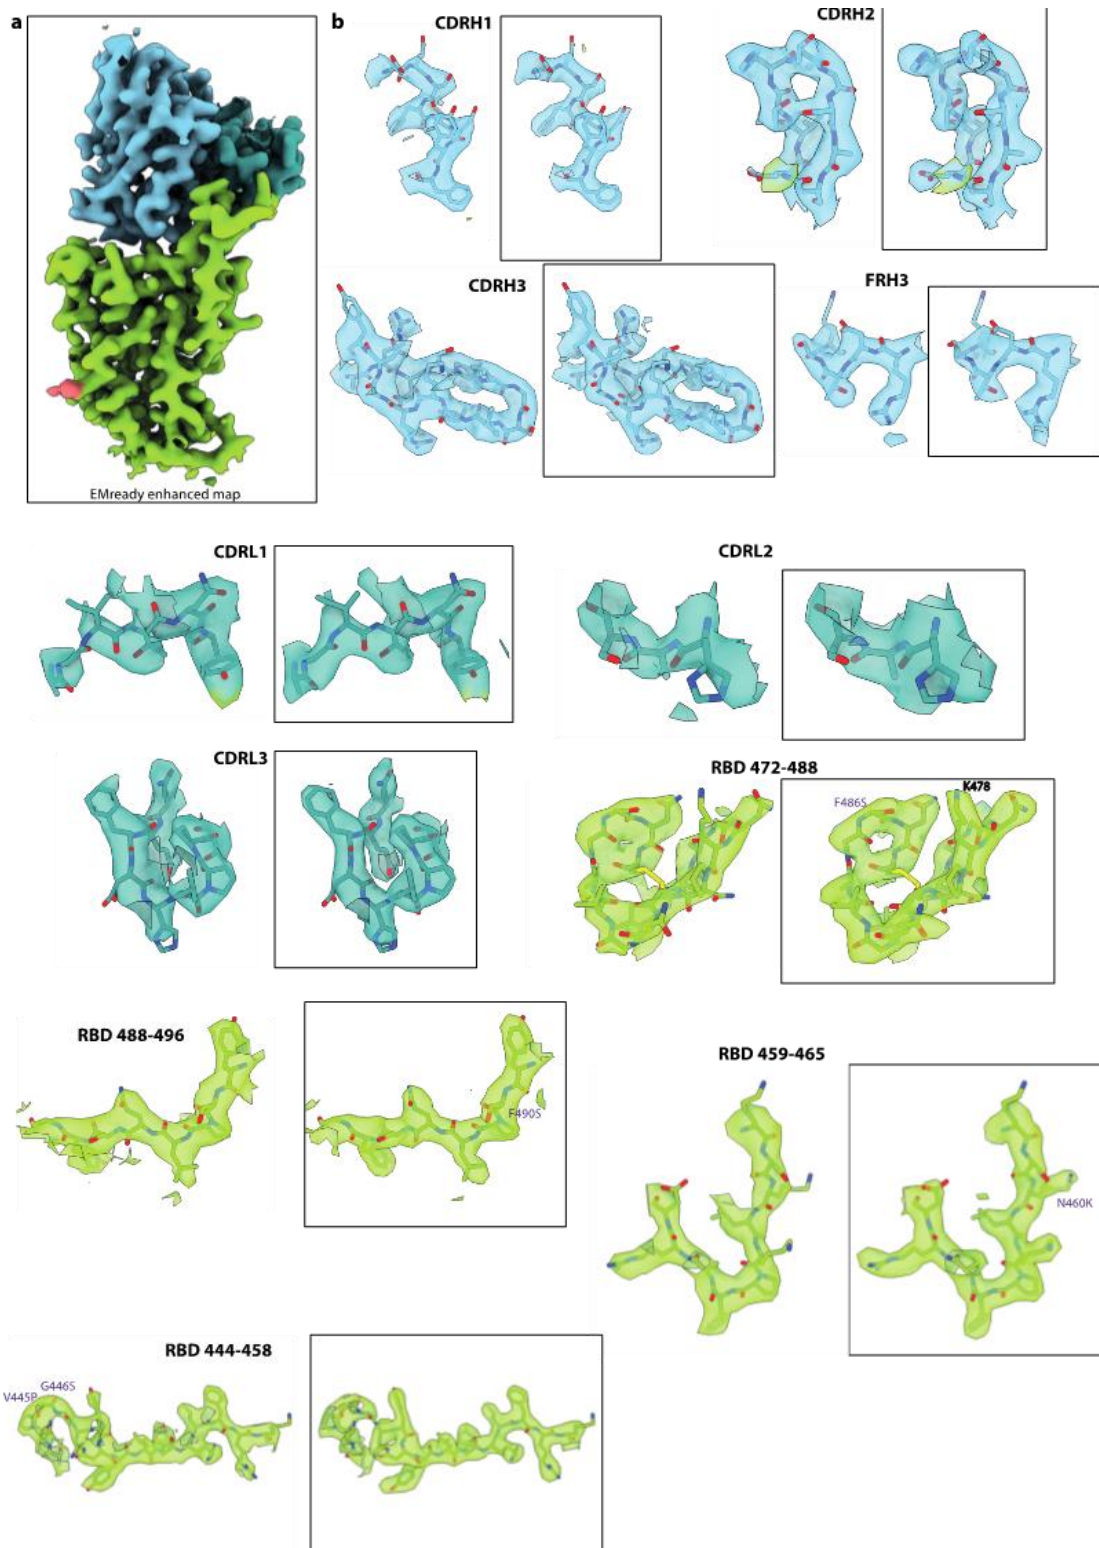 a
b
CDRH1
CDRH2
CDRH3
FRH3
EMready enhanced map
CDRL1
CDRL2
CDRL3
RBD 472-488
F486S
K478
RBD 488-496
F490S
RBD 459-465
N460K
RBD 444-458
G446S
V445P